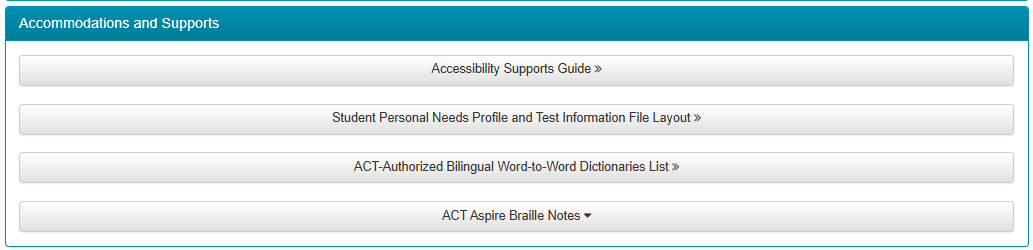 Accommodations and Supports
Accessibility Supports Guide »
Student Personal Needs Profile and Test Information File Layout »
ACT-Authorized Bilingual Word-to-Word Dictionaries List »
ACT Aspire Braille Notes